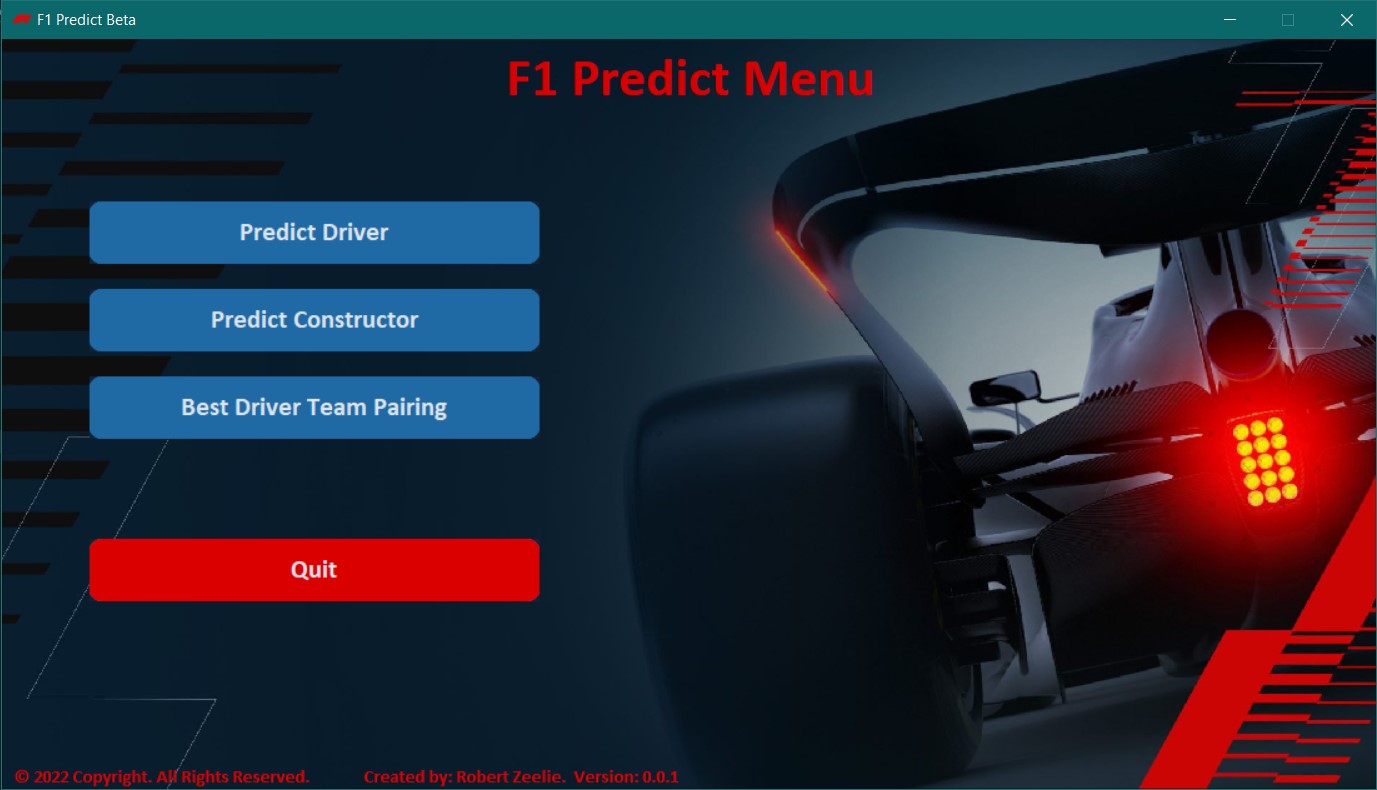 F1 Predict Beta
F1 Predict Menu
Predict Driver
Predict Constructor
Best Driver Team Pairing
Quit
© 2022 Copyright. All Rights Reserved. Created by: Robert Zeelie. Version: 0.0.1